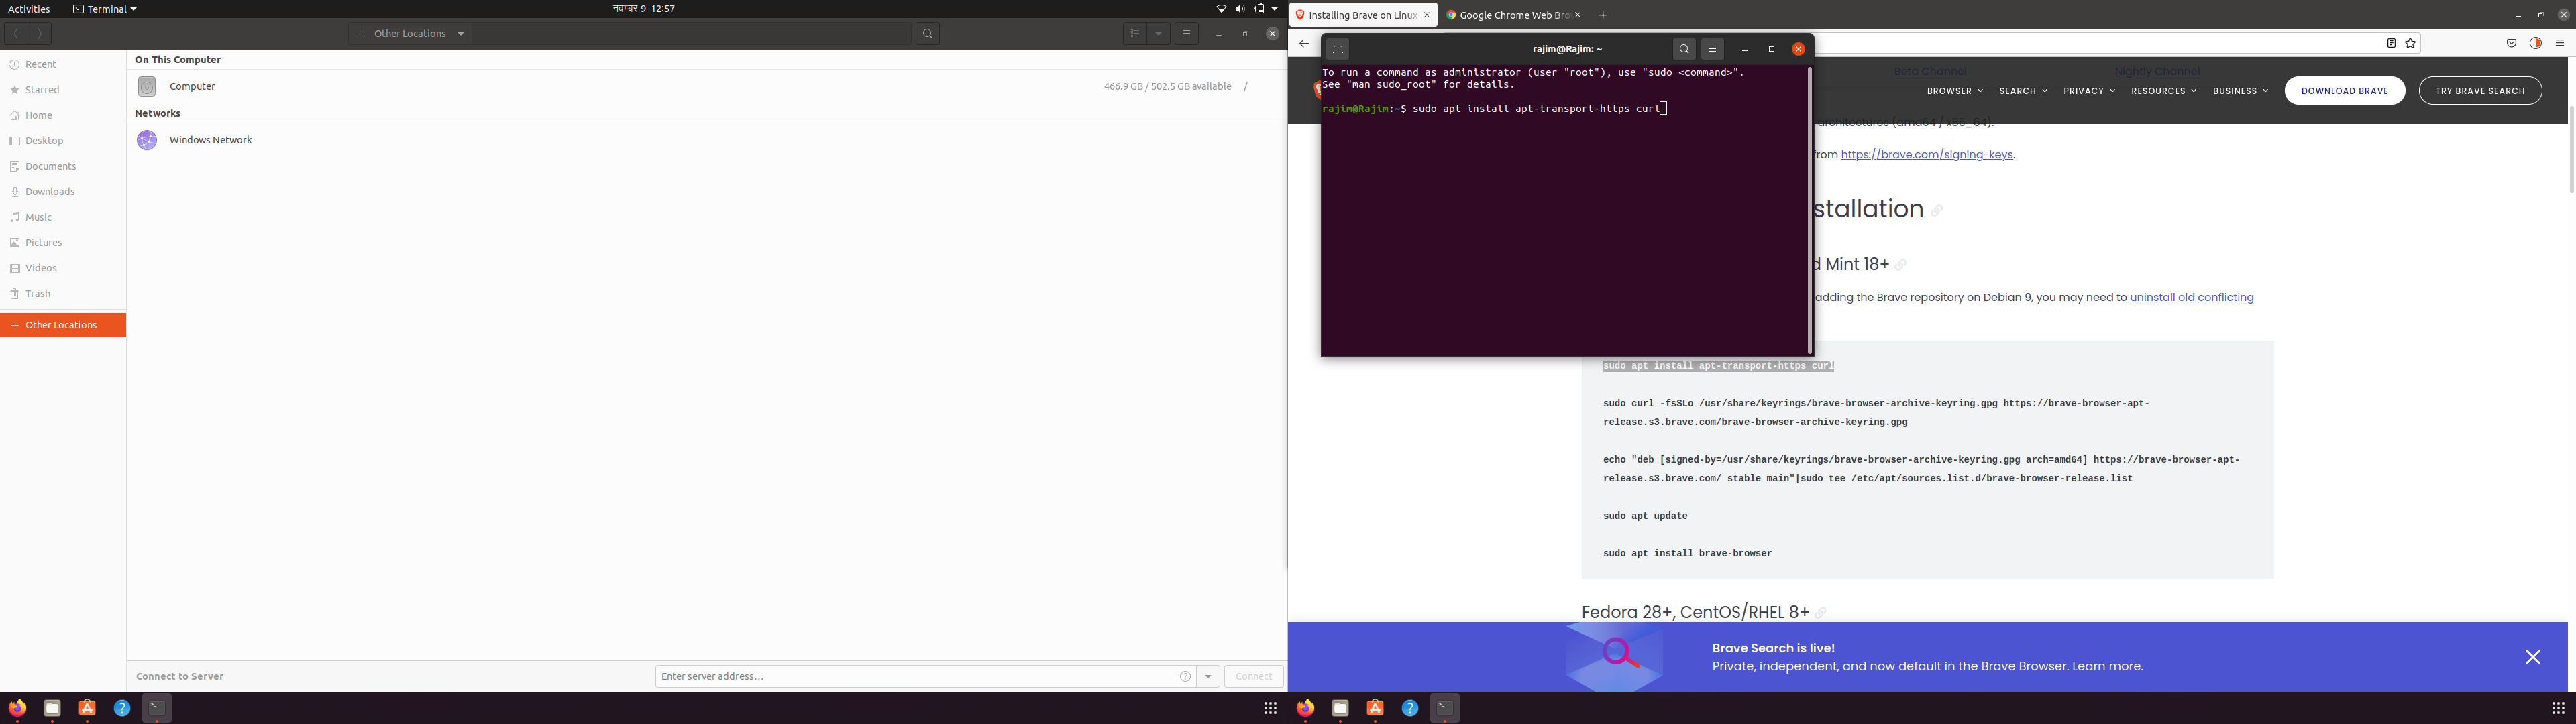 Activities
Terminal
नवम्बर 9 12:57
Other Locations
Recent
Starred
Home
Desktop
Documents
Downloads
Music
Pictures
Videos
Trash
Other Locations
On This Computer
Computer
466.9 GB / 502.5 GB available /
Networks
Windows Network
Connect to Server
Enter server address…
Connect
Installing Brave on Linux
Google Chrome Web Bro
rajim@Rajim: ~
To run a command as administrator (user "root"), use "sudo <command>".
See "man sudo_root" for details.
rajim@Rajim:~$ sudo apt install apt-transport-https curl
Beta Channel
Nightly Channel
BROWSER
SEARCH
PRIVACY
RESOURCES
BUSINESS
DOWNLOAD BRAVE
TRY BRAVE SEARCH
architectures (amd64 / x86_64).
from https://brave.com/signing-keys.
stallation
d Mint 18+
adding the Brave repository on Debian 9, you may need to uninstall old conflicting
sudo apt install apt-transport-https curl
sudo curl -fsSLo /usr/share/keyrings/brave-browser-archive-keyring.gpg https://brave-browser-apt-
release.s3.brave.com/brave-browser-archive-keyring.gpg
echo "deb [signed-by=/usr/share/keyrings/brave-browser-archive-keyring.gpg arch=amd64] https://brave-browser-apt-
release.s3.brave.com/ stable main"|sudo tee /etc/apt/sources.list.d/brave-browser-release.list
sudo apt update
sudo apt install brave-browser
Fedora 28+, CentOS/RHEL 8+
Brave Search is live!
Private, independent, and now default in the Brave Browser. Learn more.